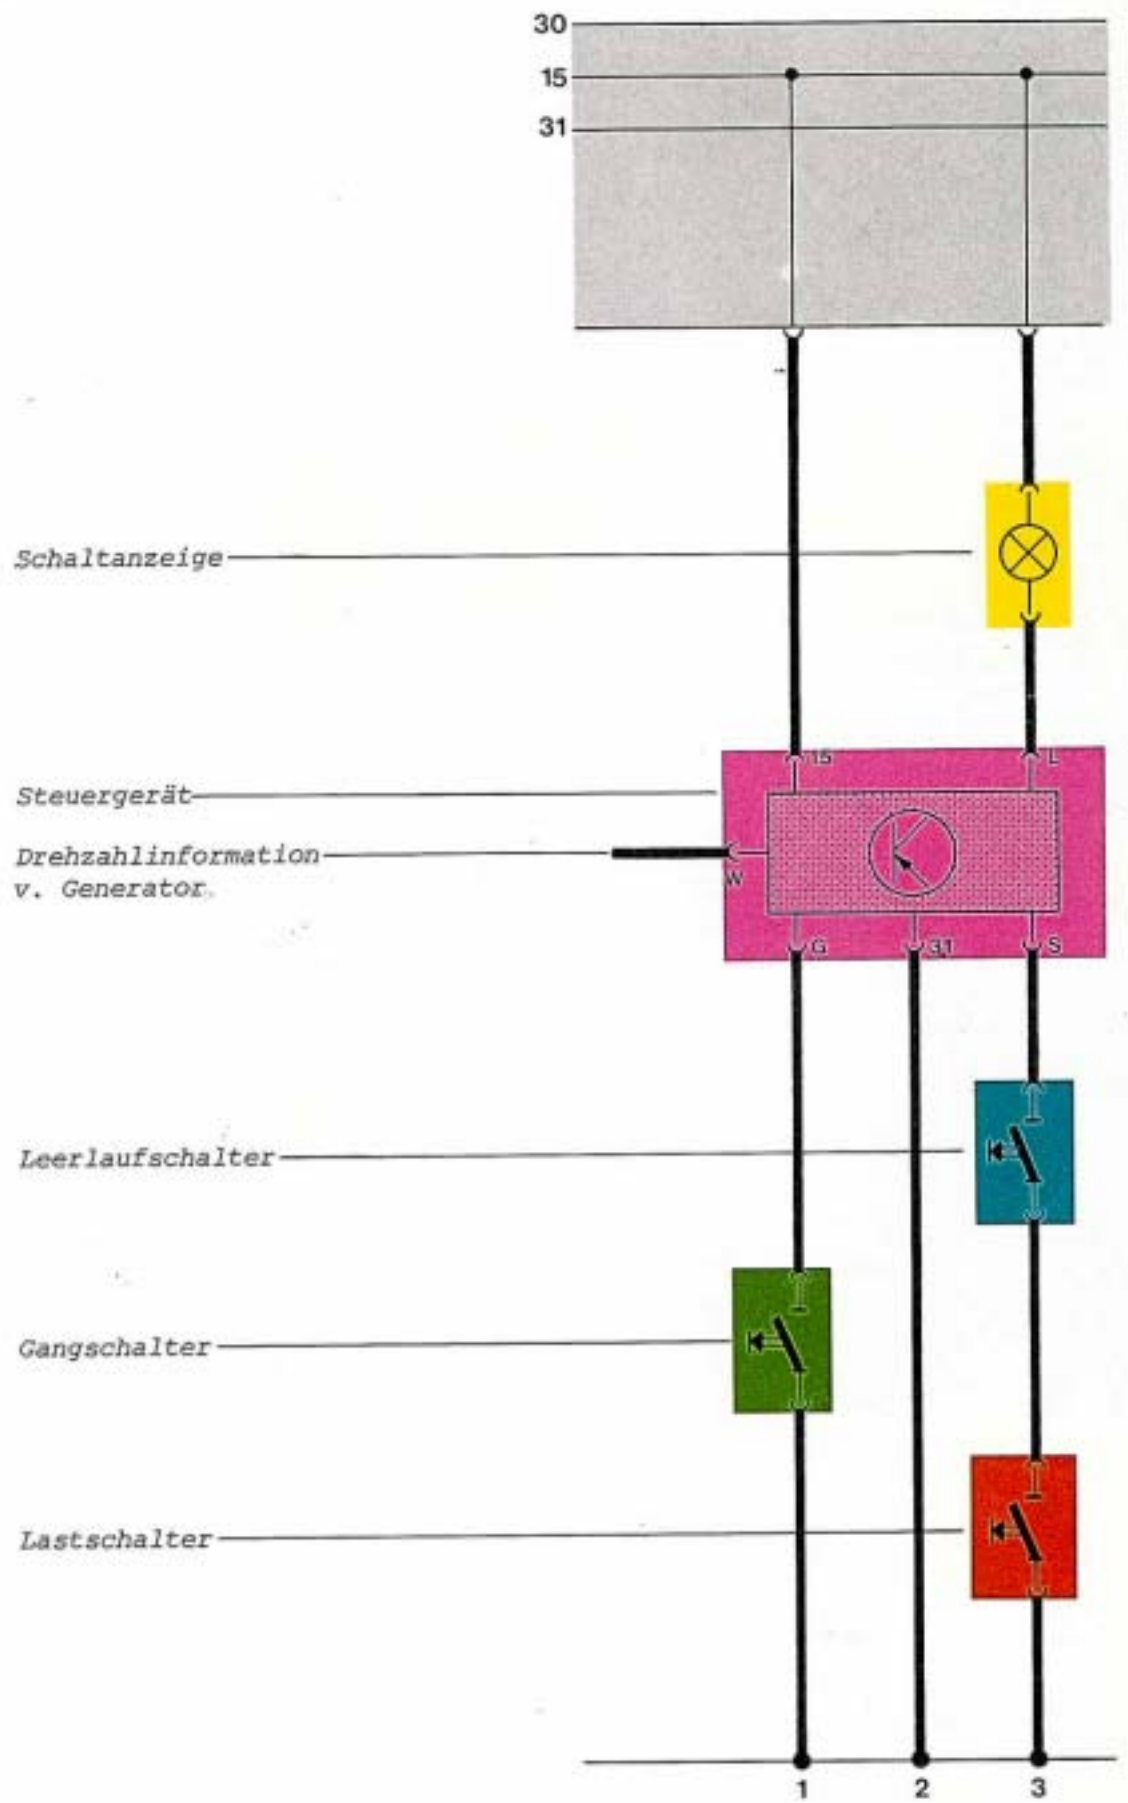 30
15
31
Schaltanzeige
15 L
Steuergerät
Drehzahlinformation
v. Generator
W
G 31 S
Leerlaufschalter
Gangschalter
Lastschalter
1 2 3